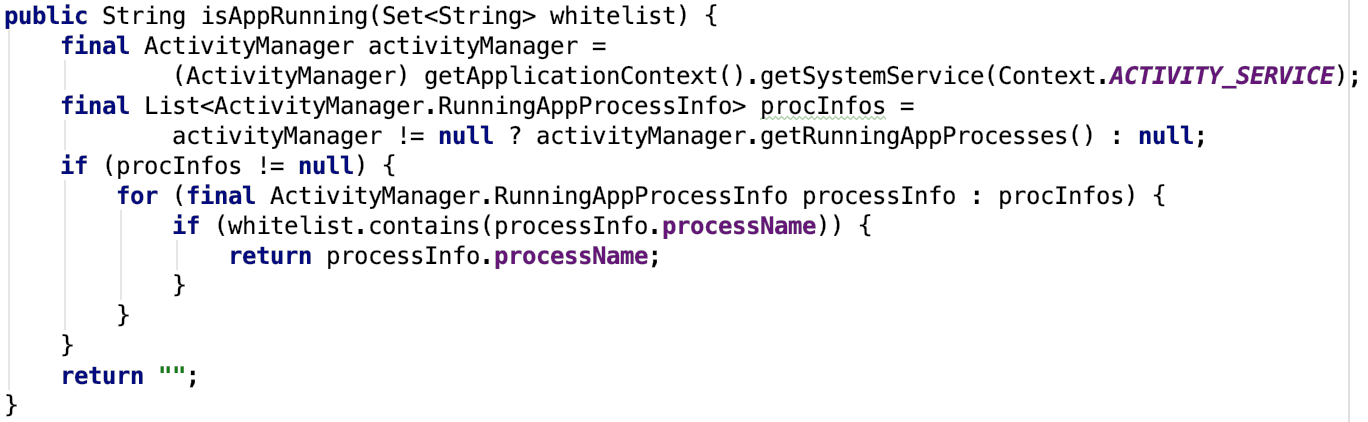 public String isAppRunning(Set<String> whitelist) {
    final ActivityManager activityManager =
            (ActivityManager) getApplicationContext().getSystemService(Context.ACTIVITY_SERVICE);
    final List<ActivityManager.RunningAppProcessInfo> procInfos =
            activityManager != null ? activityManager.getRunningAppProcesses() : null;
    if (procInfos != null) {
        for (final ActivityManager.RunningAppProcessInfo processInfo : procInfos) {
            if (whitelist.contains(processInfo.processName)) {
                return processInfo.processName;
            }
        }
    }
    return "";
}